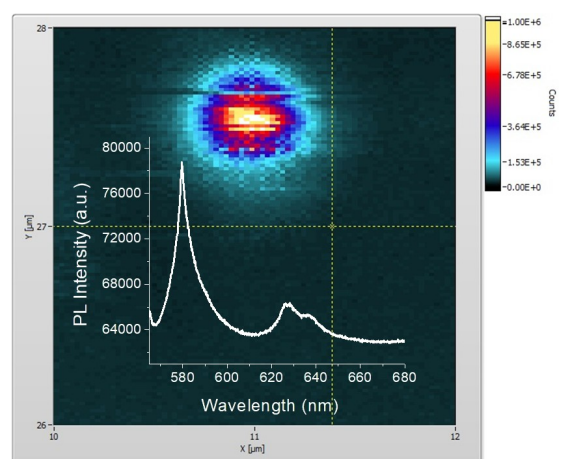 28
27
26
Y [µm]
10
11
12
X [µm]
=1.00E+6
-8.65E+5
-6.78E+5
-3.64E+5
-1.53E+5
-0.00E+0
Counts
80000
76000
72000
68000
64000
PL Intensity (a.u.)
580 600 620 640 660 680
Wavelength (nm)